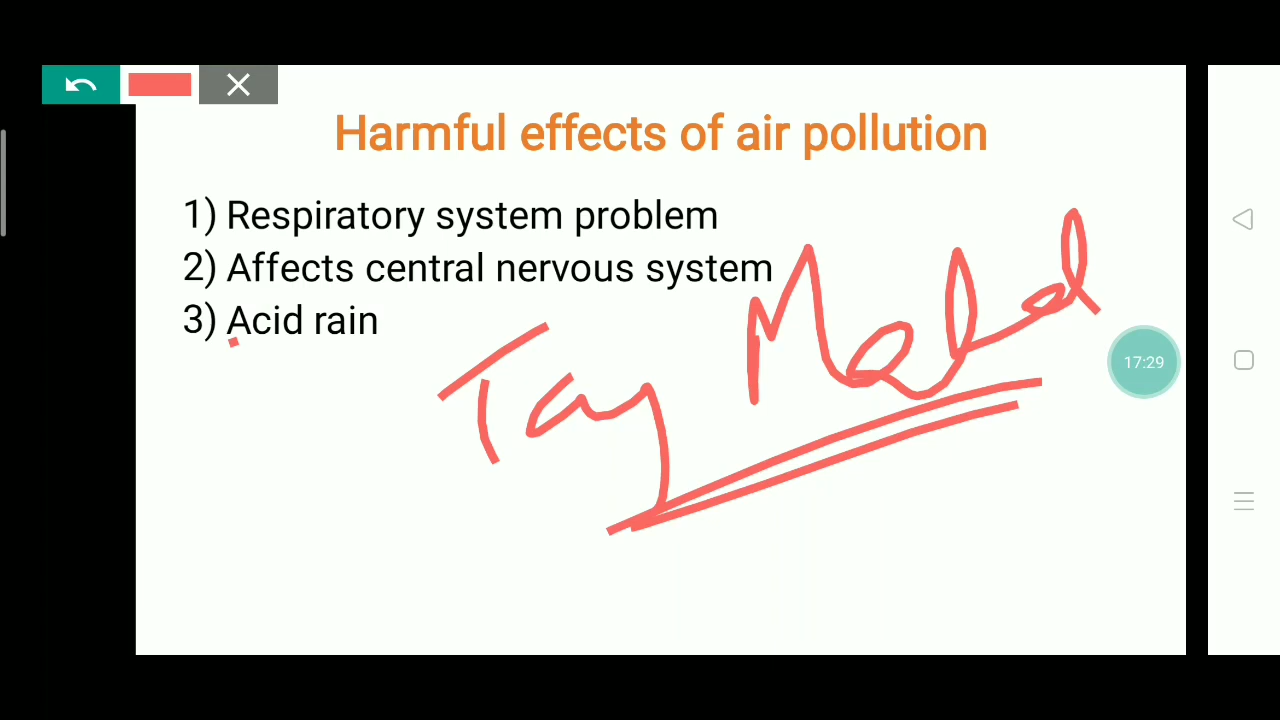 Harmful effects of air pollution
1) Respiratory system problem
2) Affects central nervous system
3) Acid rain
Taj Mahal
17:29